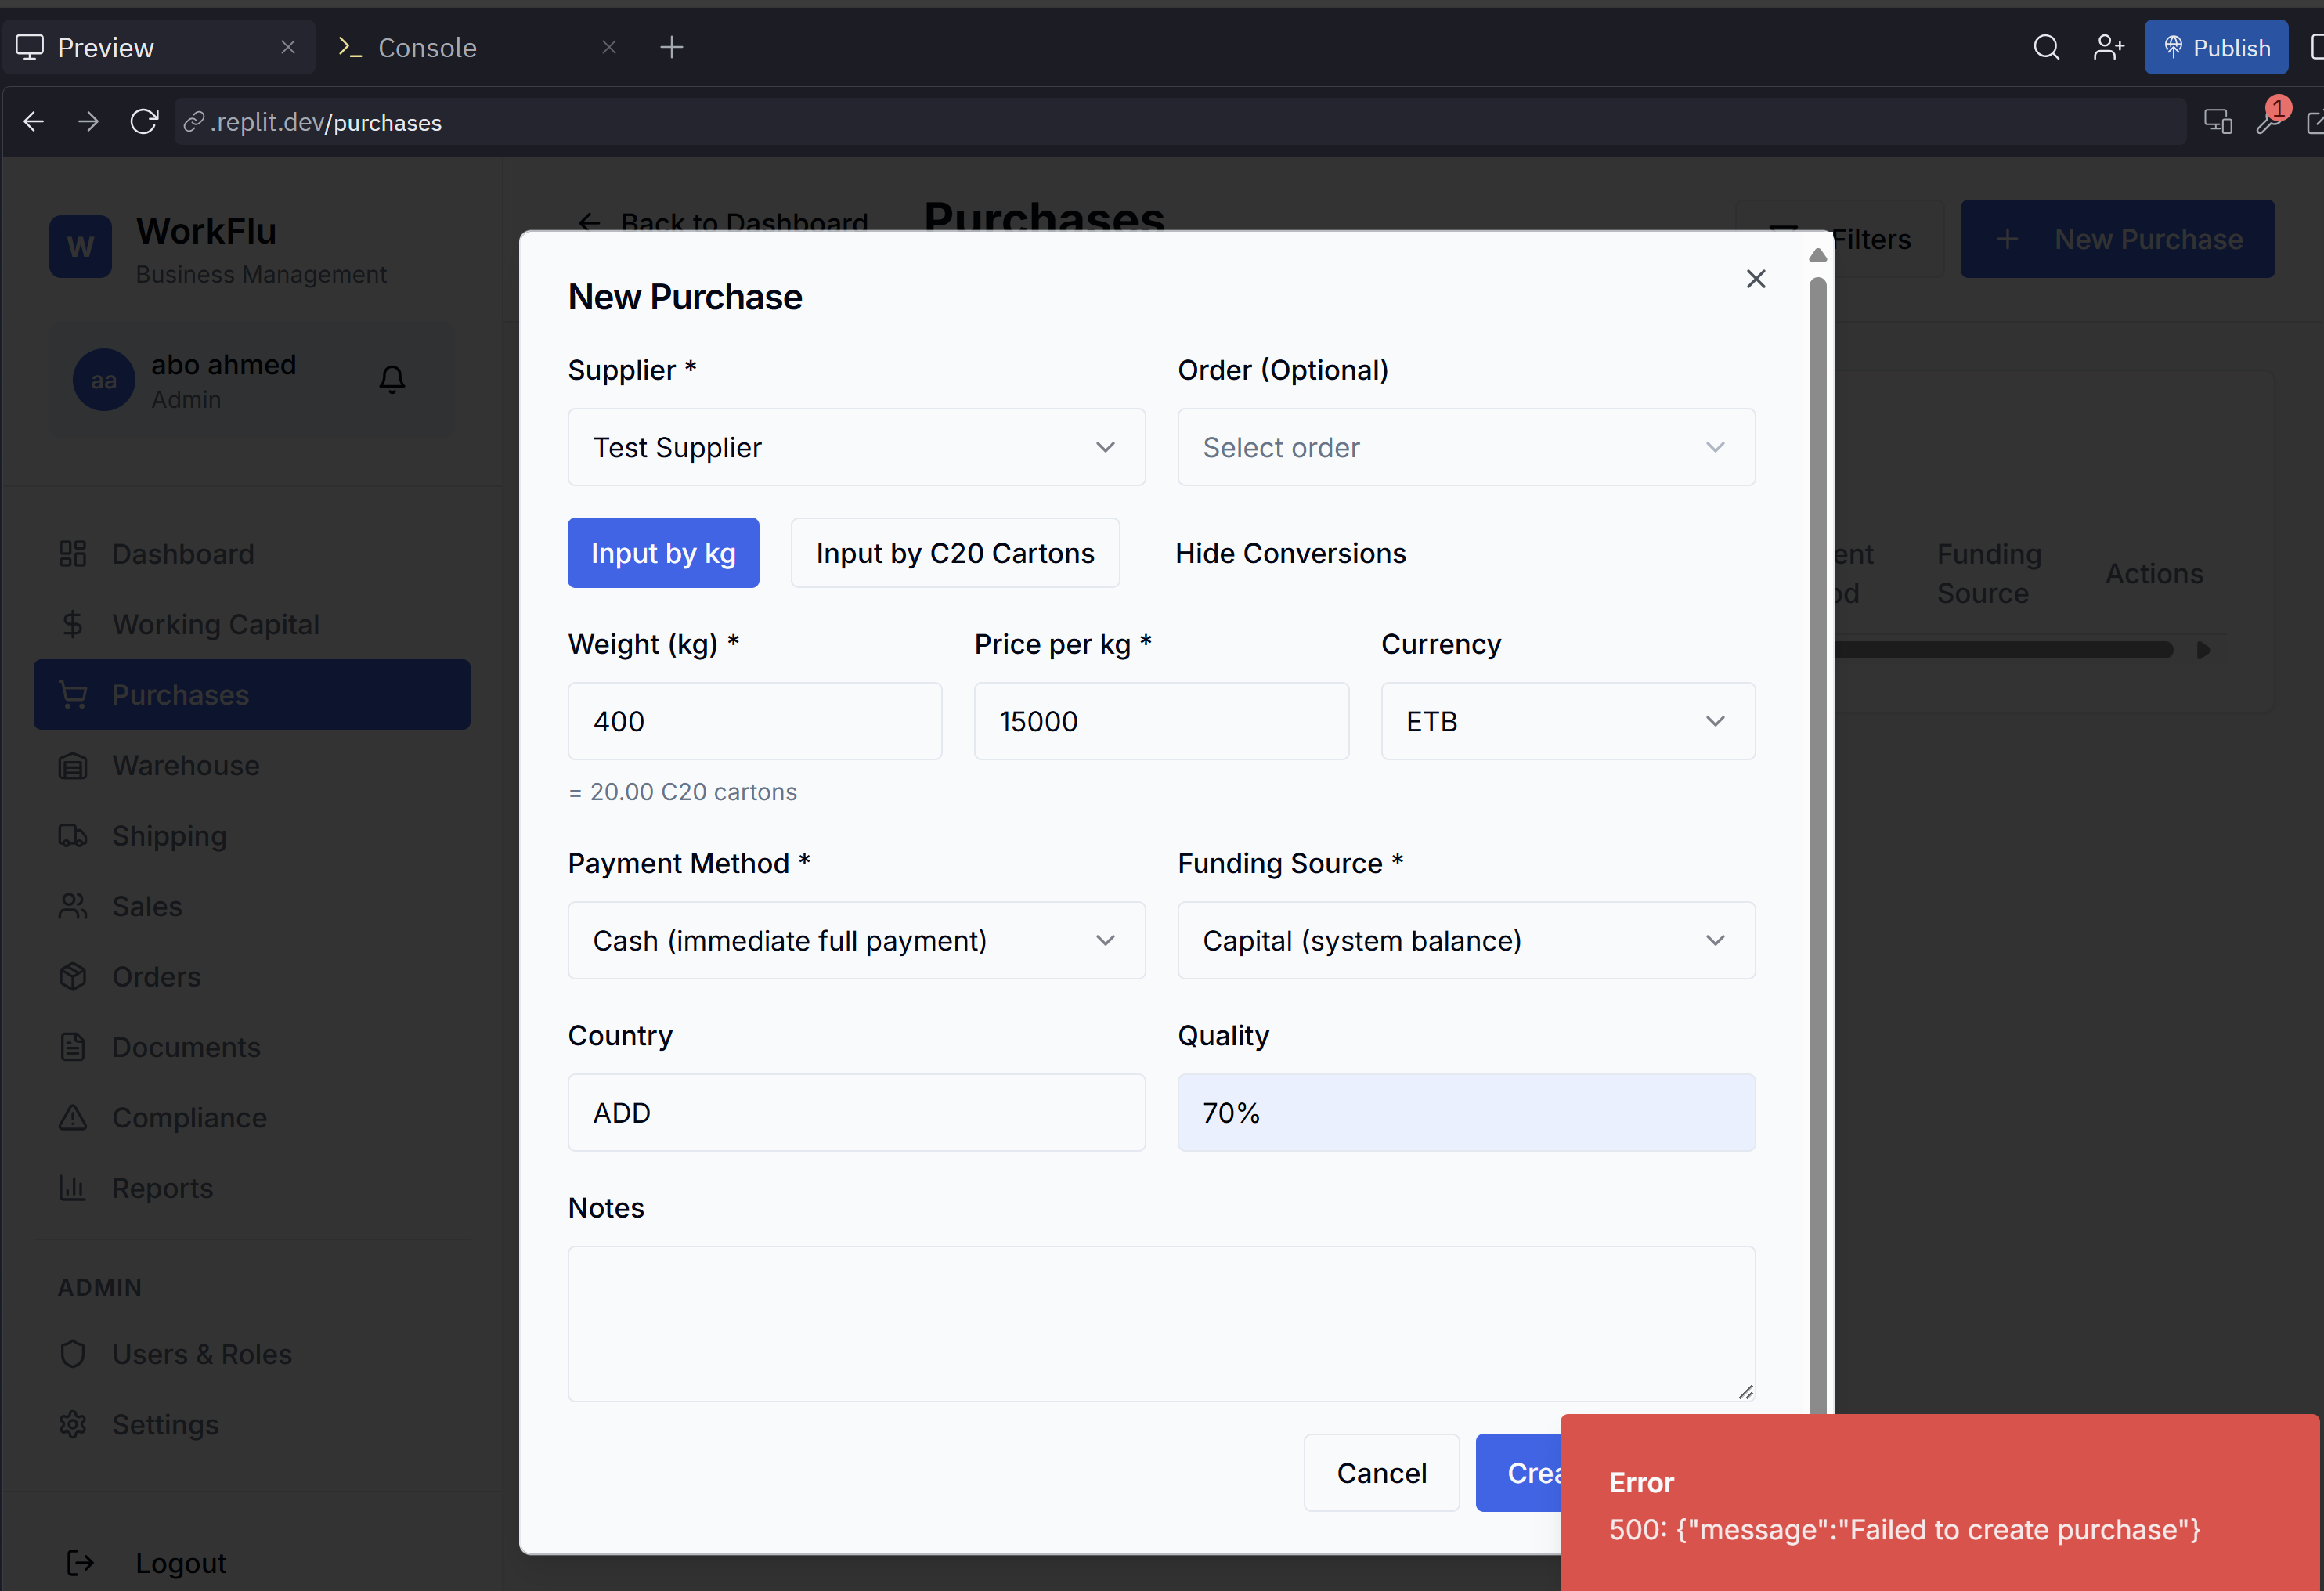 Preview
Console
Publish
.replit.dev/purchases
1
W
WorkFlu
Business Management
aa
abo ahmed
Admin
Dashboard
Working Capital
Purchases
Warehouse
Shipping
Sales
Orders
Documents
Compliance
Reports
ADMIN
Users & Roles
Settings
Logout
Back to Dashboard
Purchases
Filters
New Purchase
ent
od
Funding
Source
Actions
New Purchase
Supplier *
Order (Optional)
Test Supplier
Select order
Input by kg
Input by C20 Cartons
Hide Conversions
Weight (kg) *
Price per kg *
Currency
400
15000
ETB
= 20.00 C20 cartons
Payment Method *
Funding Source *
Cash (immediate full payment)
Capital (system balance)
Country
Quality
ADD
70%
Notes
Cancel
Crea
Error
500: {"message":"Failed to create purchase"}